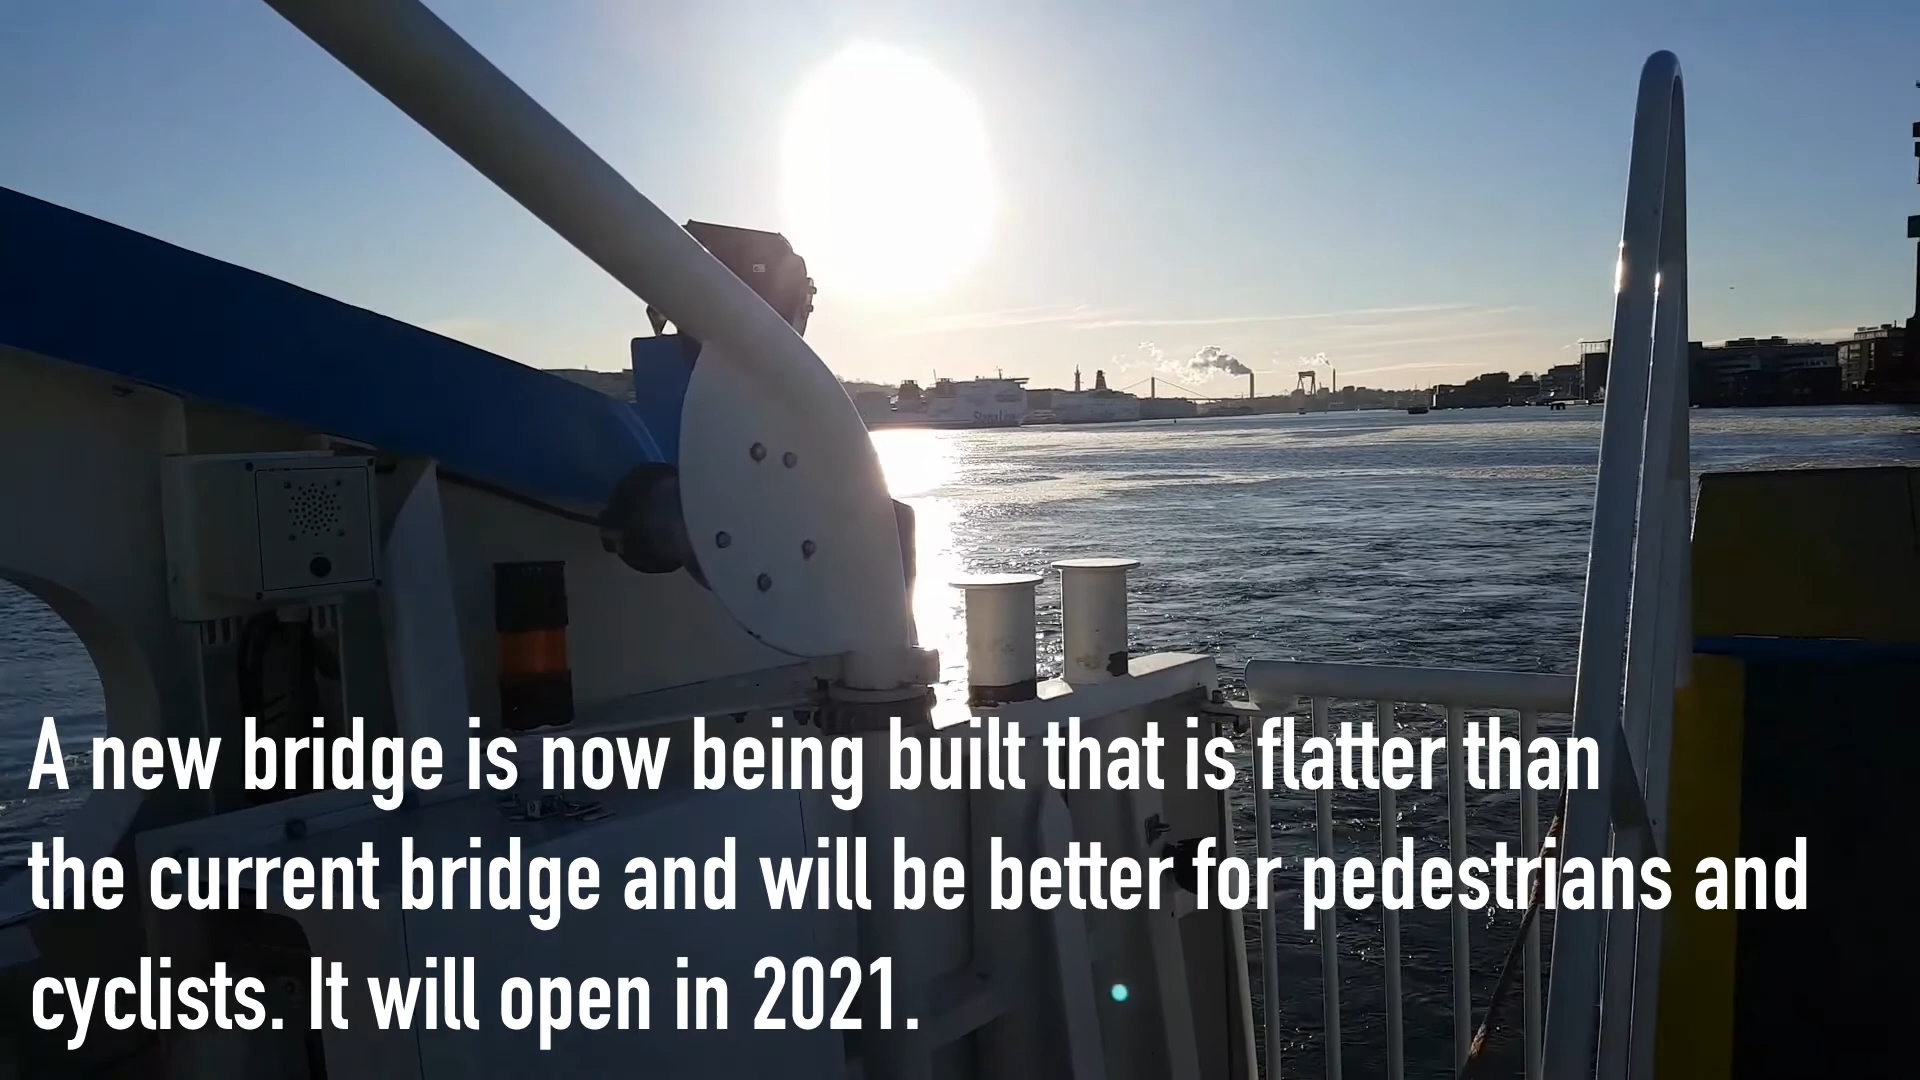 A new bridge is now being built that is flatter than
the current bridge and will be better for pedestrians and
cyclists. It will open in 2021.